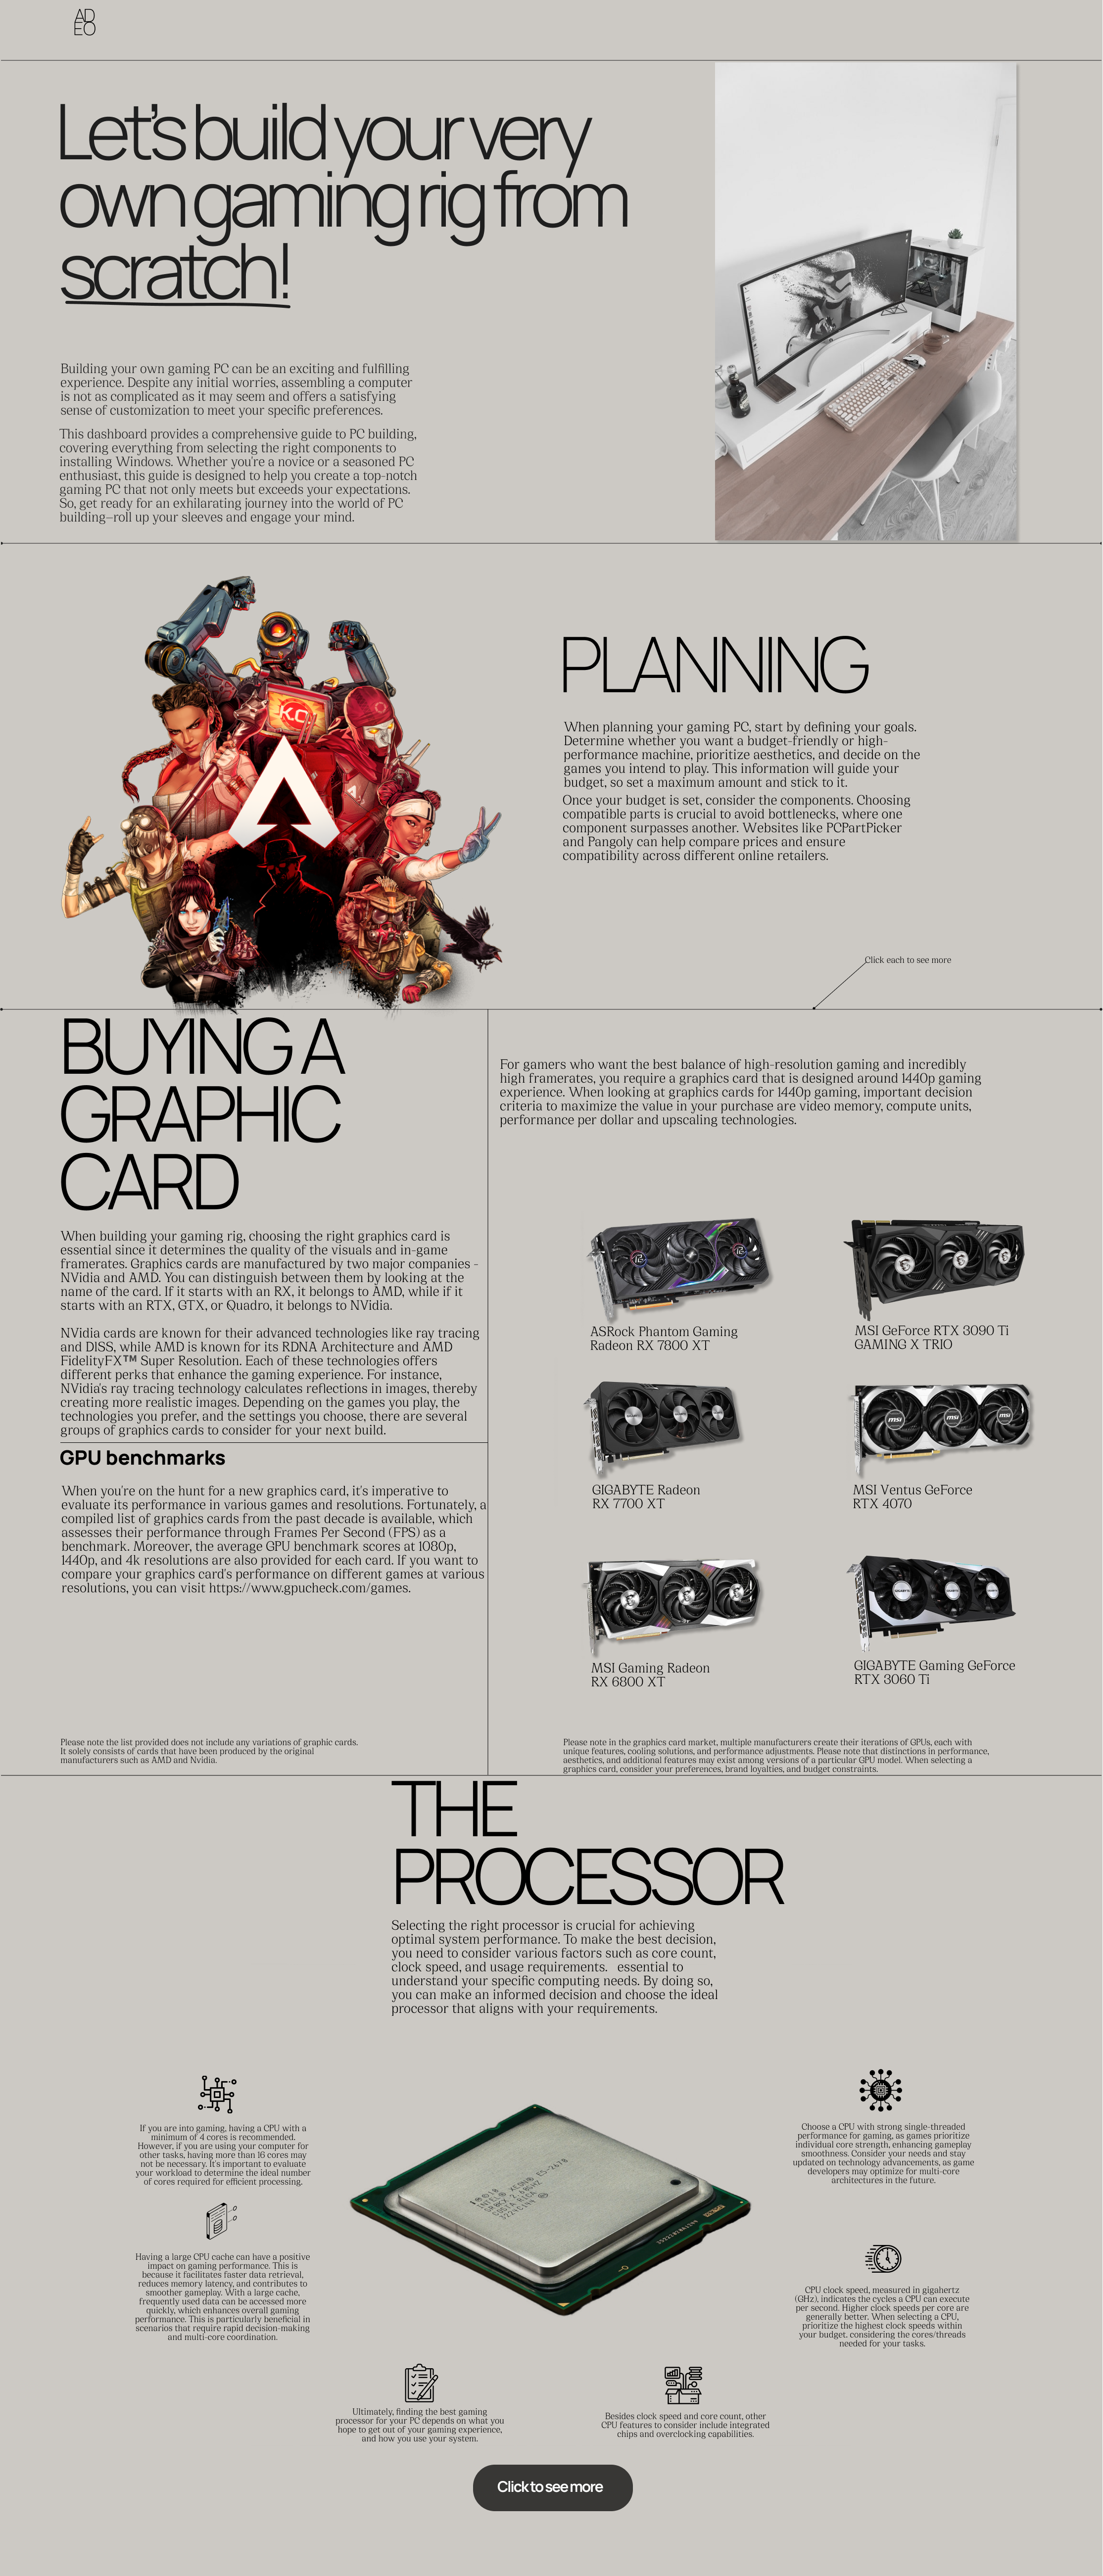 AD
EO
Let's build your very
own gaming rig from
scratch!
Building your own gaming PC can be an exciting and fulfilling
experience. Despite any initial worries, assembling a computer
is not as complicated as it may seem and offers a satisfying
sense of customization to meet your specific preferences.
This dashboard provides a comprehensive guide to PC building,
covering everything from selecting the right components to
installing Windows. Whether you're a novice or a seasoned PC
enthusiast, this guide is designed to help you create a top-notch
gaming PC that not only meets but exceeds your expectations.
So, get ready for an exhilarating journey into the world of PC
building–roll up your sleeves and engage your mind.
PLANNING
When planning your gaming PC, start by defining your goals.
Determine whether you want a budget-friendly or high-
performance machine, prioritize aesthetics, and decide on the
games you intend to play. This information will guide your
budget, so set a maximum amount and stick to it.
Once your budget is set, consider the components. Choosing
compatible parts is crucial to avoid bottlenecks, where one
component surpasses another. Websites like PCPartPicker
and Pangoly can help compare prices and ensure
compatibility across different online retailers.
K.O
Click each to see more
BUYING A
GRAPHIC
CARD
When building your gaming rig, choosing the right graphics card is
essential since it determines the quality of the visuals and in-game
framerates. Graphics cards are manufactured by two major companies -
NVidia and AMD. You can distinguish between them by looking at the
name of the card. If it starts with an RX, it belongs to AMD, while if it
starts with an RTX, GTX, or Quadro, it belongs to NVidia.
NVidia cards are known for their advanced technologies like ray tracing
and DlSS, while AMD is known for its RDNA Architecture and AMD
FidelityFX™ Super Resolution. Each of these technologies offers
different perks that enhance the gaming experience. For instance,
NVidia's ray tracing technology calculates reflections in images, thereby
creating more realistic images. Depending on the games you play, the
technologies you prefer, and the settings you choose, there are several
groups of graphics cards to consider for your next build.
GPU benchmarks
When you're on the hunt for a new graphics card, it's imperative to
evaluate its performance in various games and resolutions. Fortunately, a
compiled list of graphics cards from the past decade is available, which
assesses their performance through Frames Per Second (FPS) as a
benchmark. Moreover, the average GPU benchmark scores at 1080p,
1440p, and 4k resolutions are also provided for each card. If you want to
compare your graphics card's performance on different games at various
resolutions, you can visit https://www.gpucheck.com/games.
Please note the list provided does not include any variations of graphic cards.
It solely consists of cards that have been produced by the original
manufacturers such as AMD and Nvidia.
For gamers who want the best balance of high-resolution gaming and incredibly
high framerates, you require a graphics card that is designed around 1440p gaming
experience. When looking at graphics cards for 1440p gaming, important decision
criteria to maximize the value in your purchase are video memory, compute units,
performance per dollar and upscaling technologies.
ASRock Phantom Gaming
Radeon RX 7800 XT
MSI GeForce RTX 3090 Ti
GAMING X TRIO
msi
msi
msi
GIGABYTE Radeon
RX 7700 XT
MSI Ventus GeForce
RTX 4070
MSI Gaming Radeon
RX 6800 XT
GIGABYTE Gaming GeForce
RTX 3060 Ti
Please note in the graphics card market, multiple manufacturers create their iterations of GPUs, each with
unique features, cooling solutions, and performance adjustments. Please note that distinctions in performance,
aesthetics, and additional features may exist among versions of a particular GPU model. When selecting a
graphics card, consider your preferences, brand loyalties, and budget constraints.
THE
PROCESSOR
Selecting the right processor is crucial for achieving
optimal system performance. To make the best decision,
you need to consider various factors such as core count,
clock speed, and usage requirements. essential to
understand your specific computing needs. By doing so,
you can make an informed decision and choose the ideal
processor that aligns with your requirements.
If you are into gaming, having a CPU with a
minimum of 4 cores is recommended.
However, if you are using your computer for
other tasks, having more than 16 cores may
not be necessary. It's important to evaluate
your workload to determine the ideal number
of cores required for efficient processing.
Having a large CPU cache can have a positive
impact on gaming performance. This is
because it facilitates faster data retrieval,
reduces memory latency, and contributes to
smoother gameplay. With a large cache,
frequently used data can be accessed more
quickly, which enhances overall gaming
performance. This is particularly beneficial in
scenarios that require rapid decision-making
and multi-core coordination.
INTEL XEON E5-2670
COSTA RICA
Choose a CPU with strong single-threaded
performance for gaming, as games prioritize
individual core strength, enhancing gameplay
smoothness. Consider your needs and stay
updated on technology advancements, as game
developers may optimize for multi-core
architectures in the future.
CPU clock speed, measured in gigahertz
(GHz), indicates the cycles a CPU can execute
per second. Higher clock speeds per core are
generally better. When selecting a CPU,
prioritize the highest clock speeds within
your budget, considering the cores/threads
needed for your tasks.
Ultimately, finding the best gaming
processor for your PC depends on what you
hope to get out of your gaming experience,
and how you use your system.
Besides clock speed and core count, other
CPU features to consider include integrated
chips and overclocking capabilities.
Click to see more